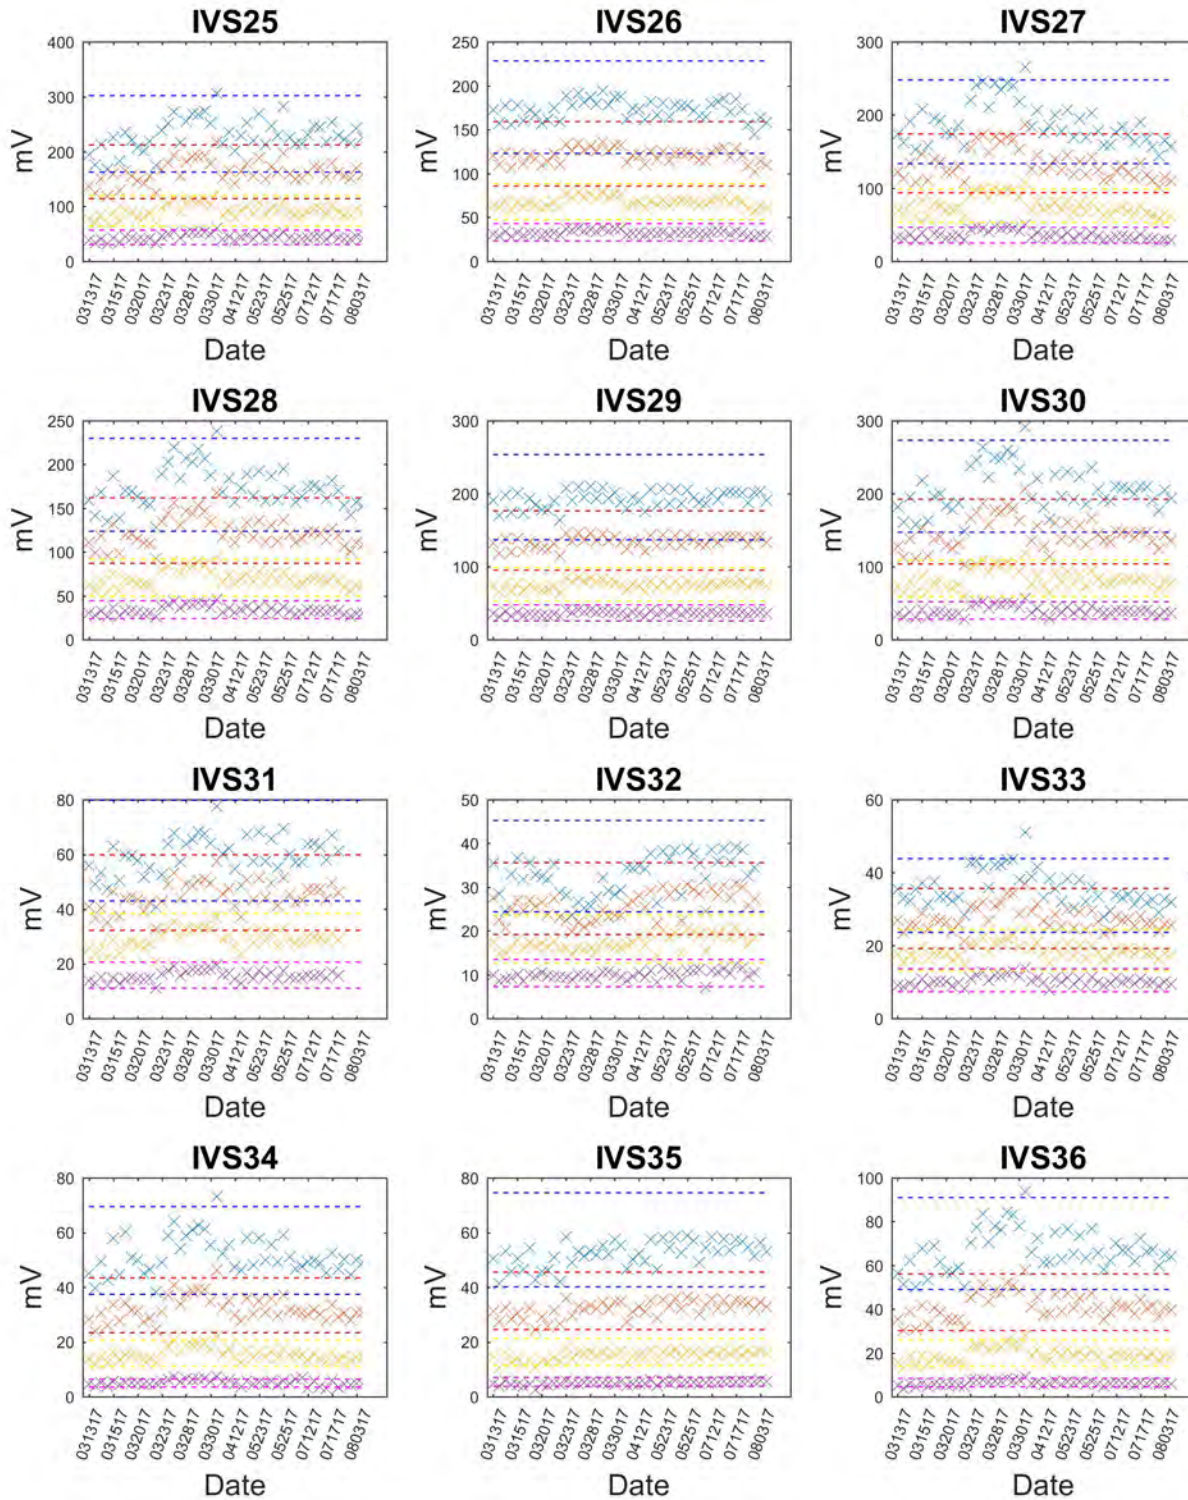 IVS25 IVS26 IVS27
400 250 300
300 200
200 150 200
100 100 100
0 50 0
0
mV mV mV
031317 031517 032017 032317 032817 033017 041217 052317 052517 071217 071717 080317
031317 031517 032017 032317 032817 033017 041217 052317 052517 071217 071717 080317
031317 031517 032017 032317 032817 033017 041217 052317 052517 071217 071717 080317
Date Date Date
IVS28 IVS29 IVS30
250 300 300
200
150 200 200
100 100 100
50 0 0
0
mV mV mV
031317 031517 032017 032317 032817 033017 041217 052317 052517 071217 071717 080317
031317 031517 032017 032317 032817 033017 041217 052317 052517 071217 071717 080317
031317 031517 032017 032317 032817 033017 041217 052317 052517 071217 071717 080317
Date Date Date
IVS31 IVS32 IVS33
80 50 60
60 40
40 30 40
20 20 20
0 10 0
0
mV mV mV
031317 031517 032017 032317 032817 033017 041217 052317 052517 071217 071717 080317
031317 031517 032017 032317 032817 033017 041217 052317 052517 071217 071717 080317
031317 031517 032017 032317 032817 033017 041217 052317 052517 071217 071717 080317
Date Date Date
IVS34 IVS35 IVS36
80 80 100
60 60 80
40 40 60
20 20 40
0 0 20
0
mV mV mV
031317 031517 032017 032317 032817 033017 041217 052317 052517 071217 071717 080317
031317 031517 032017 032317 032817 033017 041217 052317 052517 071217 071717 080317
031317 031517 032017 032317 032817 033017 041217 052317 052517 071217 071717 080317
Date Date Date